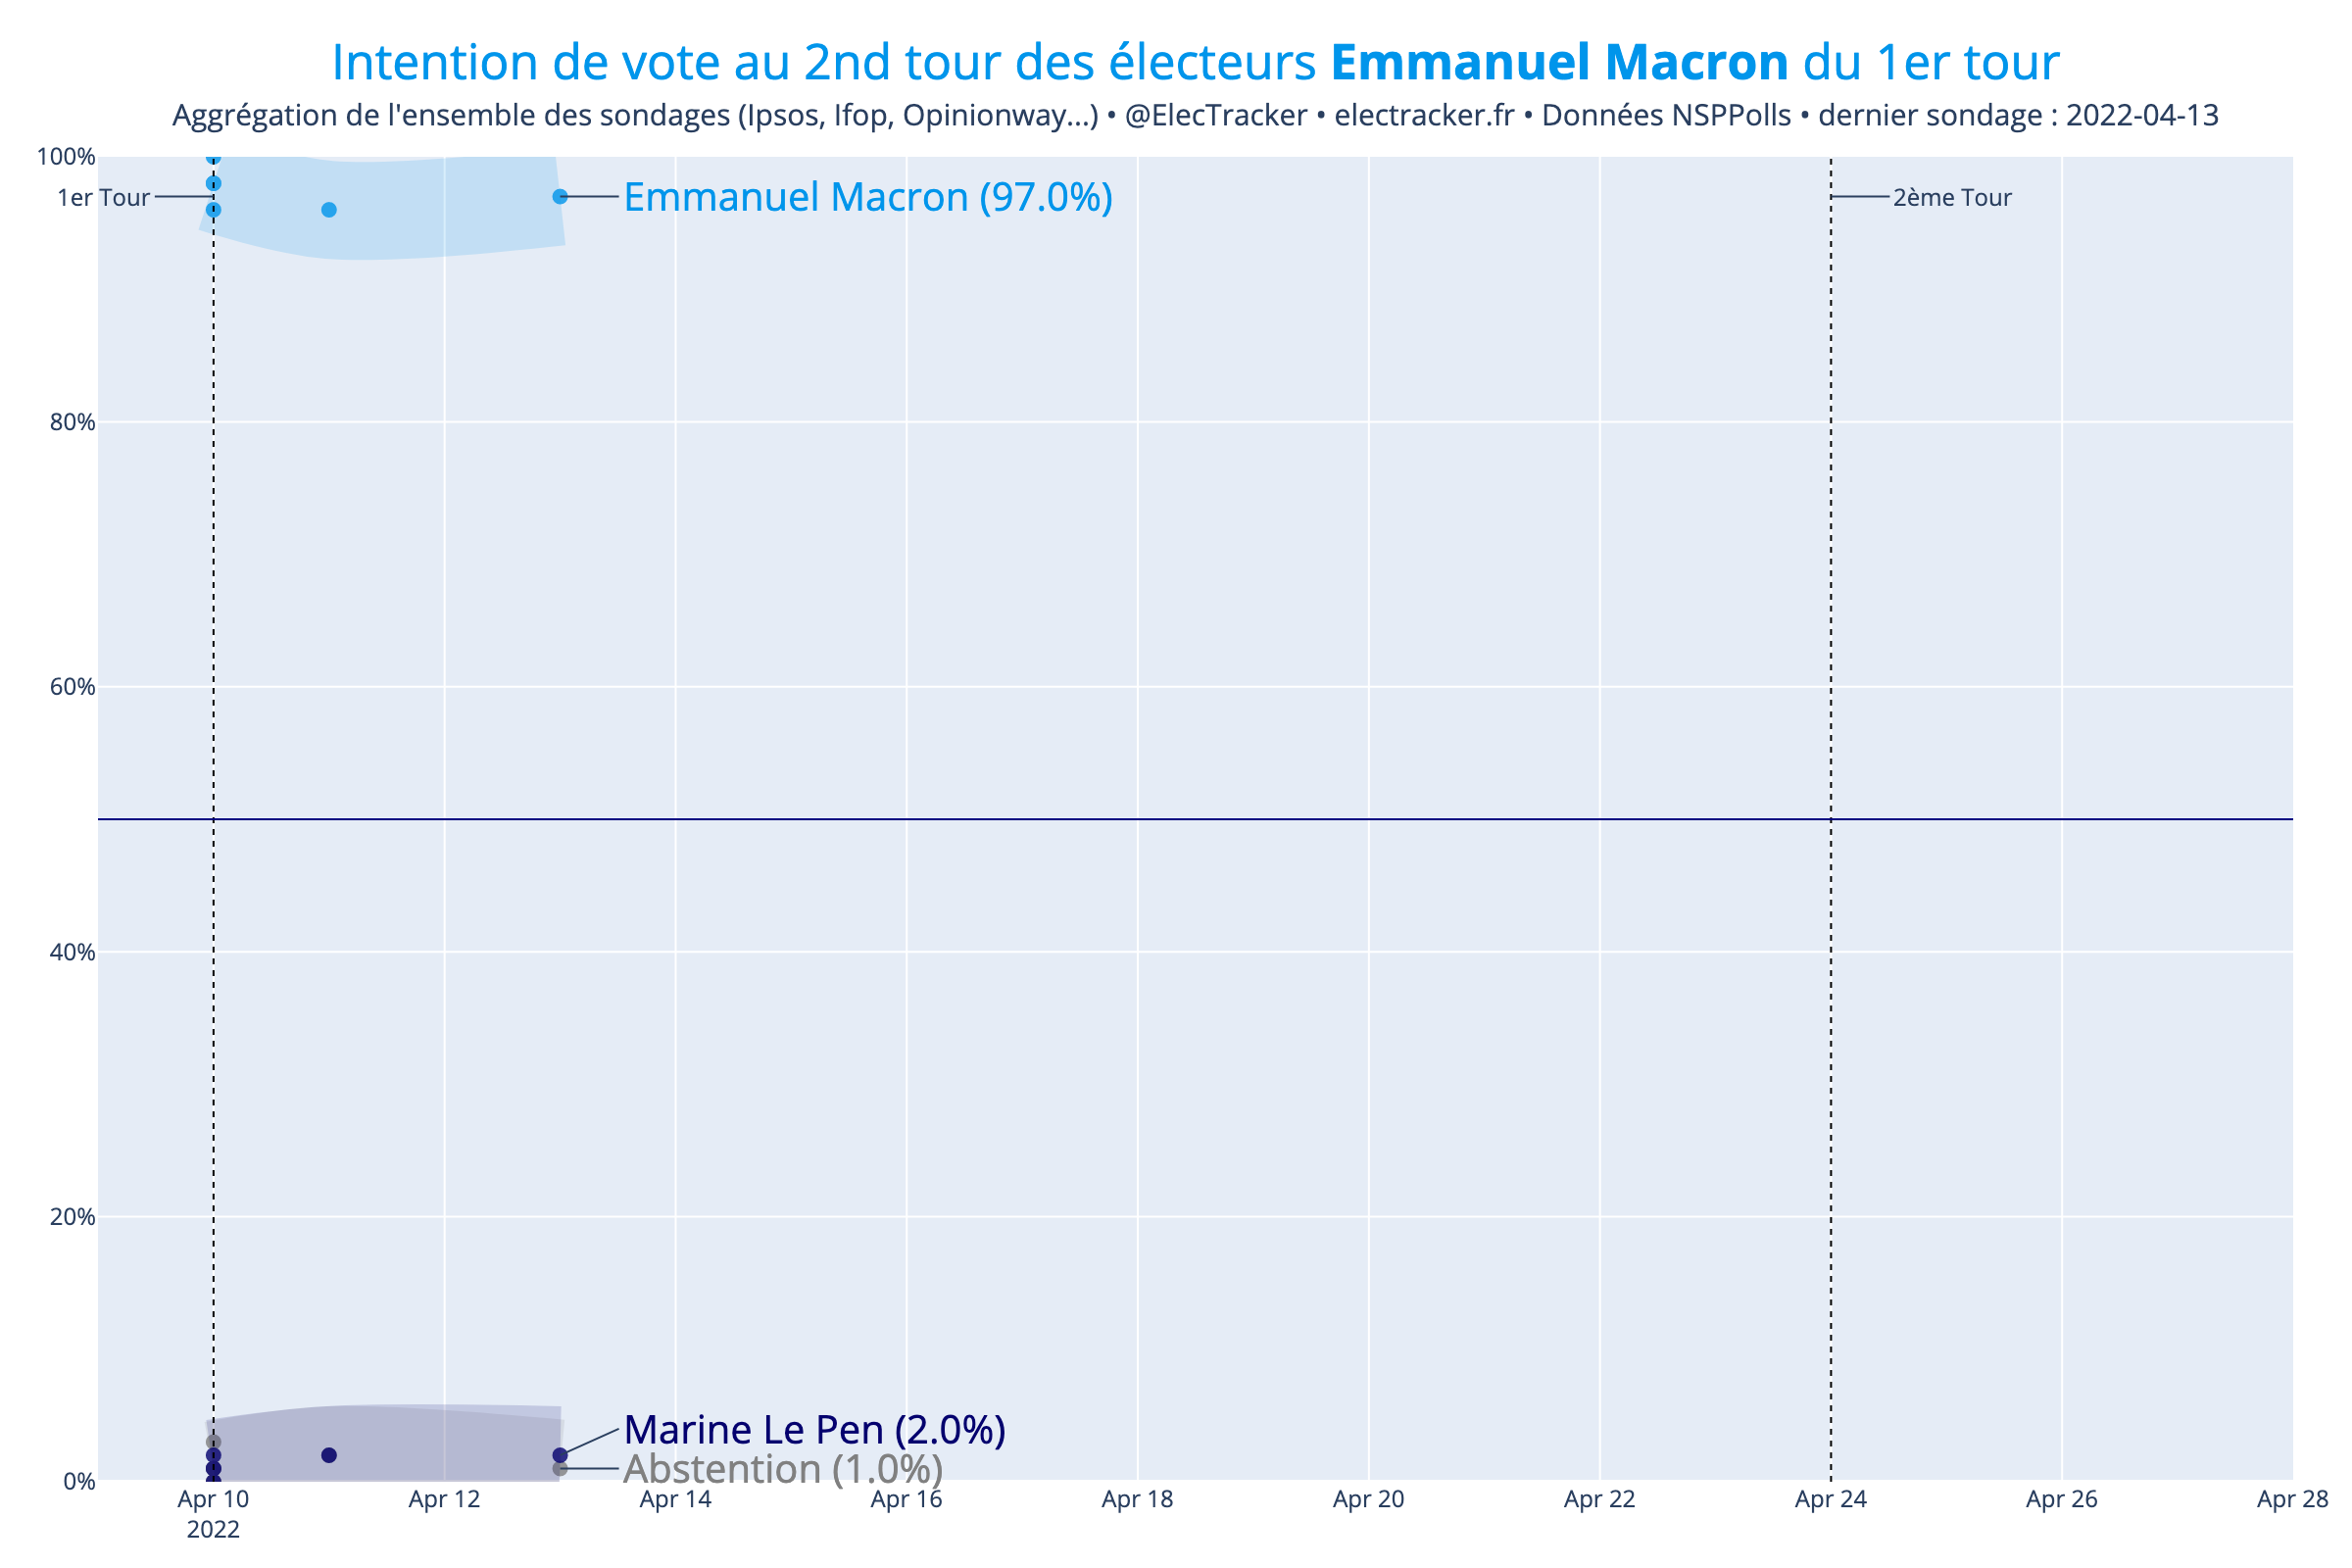 Intention de vote au 2nd tour des électeurs Emmanuel Macron du 1er tour
Aggrégation de l'ensemble des sondages (Ipsos, Ifop, Opinionway...) • @ElecTracker • electracker.fr • Données NSPPolls • dernier sondage : 2022-04-13
100%
1er Tour
Emmanuel Macron (97.0%)
2ème Tour
80%
60%
40%
20%
Marine Le Pen (2.0%)
Abstention (1.0%)
0%
Apr 10
2022
Apr 12
Apr 14
Apr 16
Apr 18
Apr 20
Apr 22
Apr 24
Apr 26
Apr 28